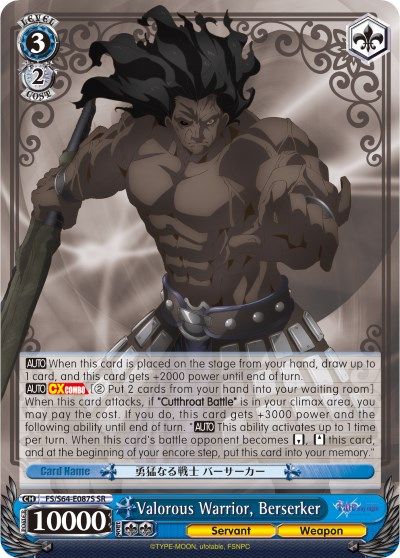 LEVEL
3
2
COST
AUTO When this card is placed on the stage from your hand, draw up to
1 card, and this card gets +2000 power until end of turn.
AUTO CXCOMBO [② Put 2 cards from your hand into your waiting room]
When this card attacks, if "Cutthroat Battle" is in your climax area, you
may pay the cost. If you do, this card gets +3000 power and the
following ability until end of turn. "AUTO This ability activates up to 1 time
per turn. When this card's battle opponent becomes [ ], [ ] this card,
and at the beginning of your next encore step, put this card into your memory."
Card Name 勇猛なる戦士 バーサーカー
CH FS/S64-E087S SR
POWER 10000
Valorous Warrior, Berserker
Servant Weapon
©TYPE-MOON, ufotable, FSNPC